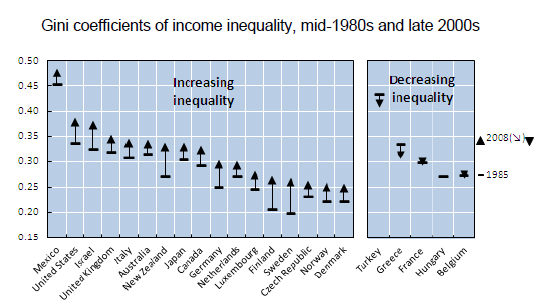 Gini coefficients of income inequality, mid-1980s and late 2000s
0.50
0.45
0.40
0.35
0.30
0.25
0.20
0.15
Increasing
inequality
Decreasing
inequality
2008(↘)
1985
Mexico
United States
Israel
United Kingdom
Italy
Australia
New Zealand
Japan
Canada
Germany
Netherlands
Luxembourg
Finland
Sweden
Czech Republic
Norway
Denmark
Turkey
Greece
France
Hungary
Belgium